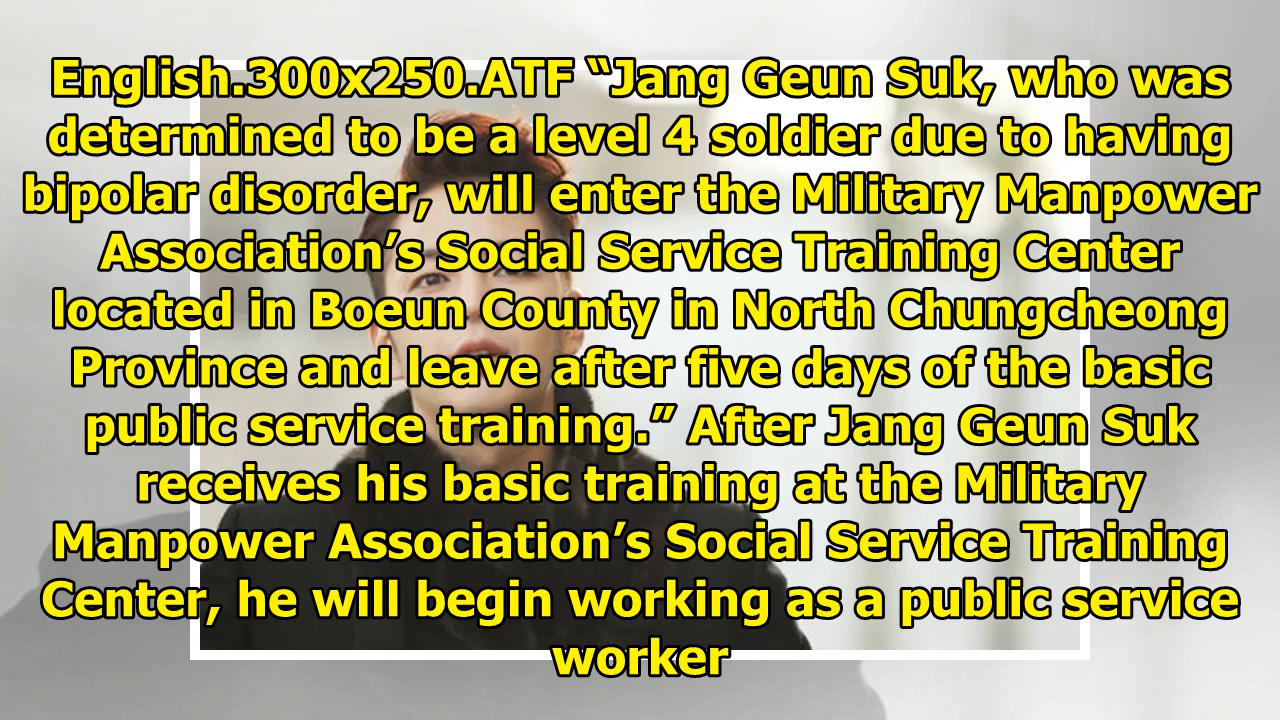 English.300x250.ATF “Jang Geun Suk, who was
determined to be a level 4 soldier due to having
bipolar disorder, will enter the Military Manpower
Association’s Social Service Training Center
located in Boeun County in North Chungcheong
Province and leave after five days of the basic
public service training.” After Jang Geun Suk
receives his basic training at the Military
Manpower Association’s Social Service Training
Center, he will begin working as a public service
worker